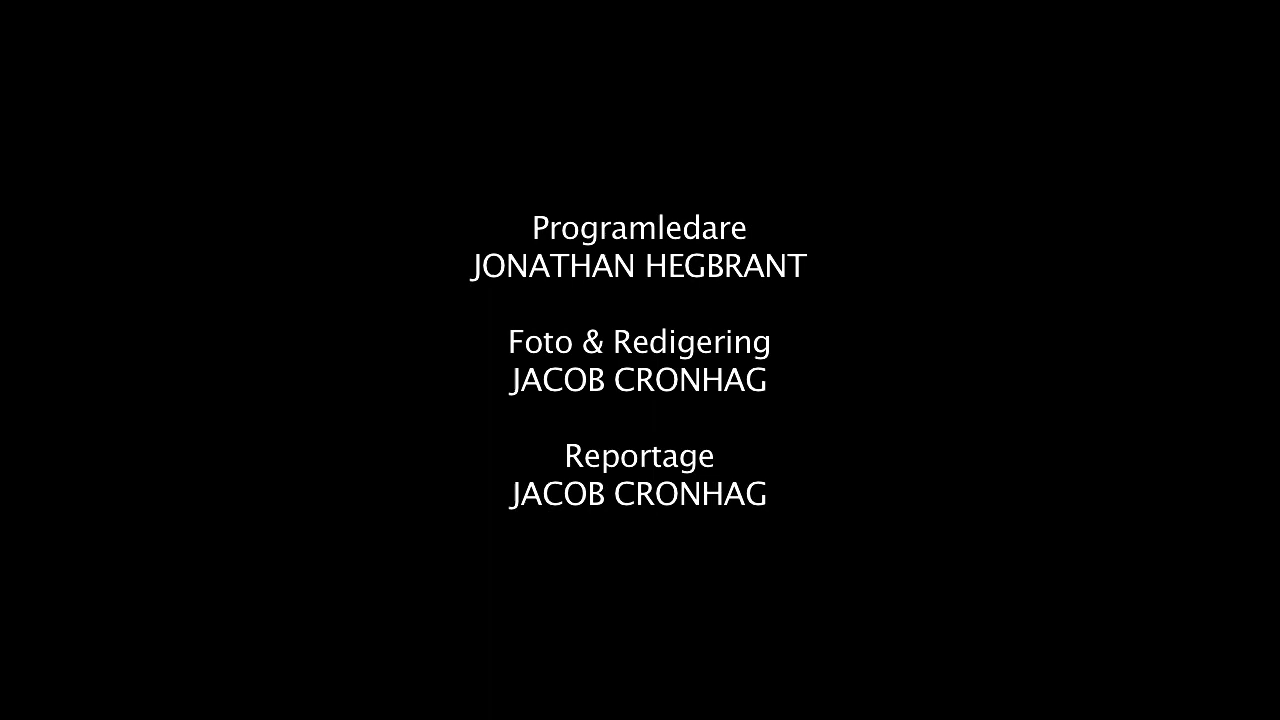 Programledare
JONATHAN HEGBRANT
Foto & Redigering
JACOB CRONHAG
Reportage
JACOB CRONHAG